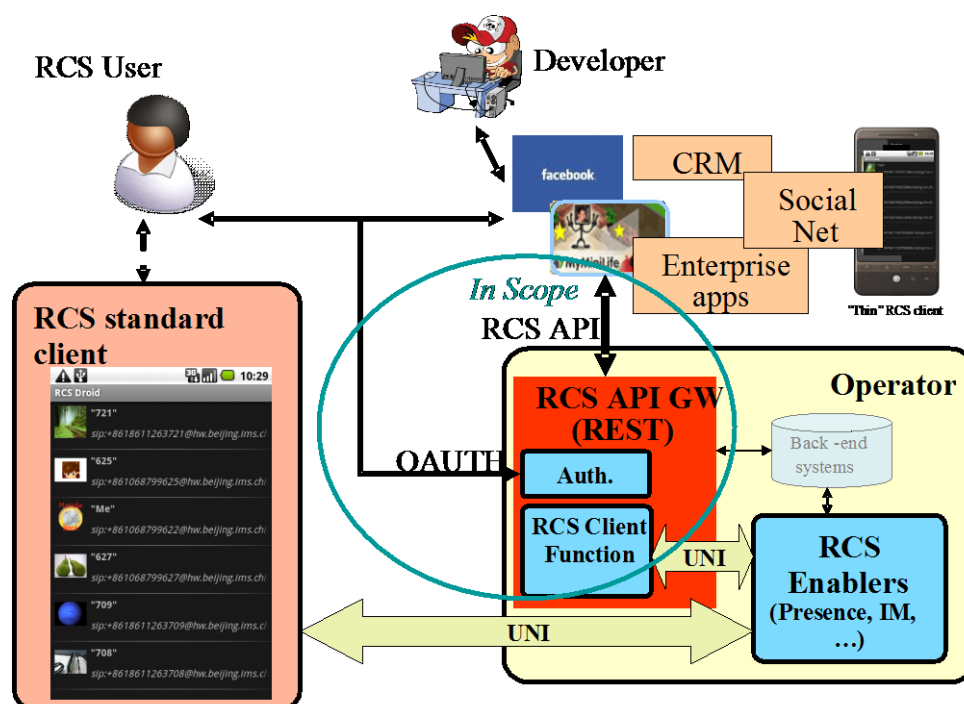 RCS User
Developer
facebook
CRM
Social
Net
MyMiniLife
Enterprise
apps
"Thin" RCS client
In Scope
RCS API
RCS standard
client
10:29
RCS Droid
"721"
sip:+8618611263721@hw.beijing.ims.c
"625"
sip:+861068799625@hw.beijing.ims.chi
"Me"
sip:+861068799622@hw.beijing.ims.chi
"627"
sip:+861068799627@hw.beijing.ims.chi
"709"
sip:+8618611263709@hw.beijing.ims.c
"708"
sip:+8618611263708@hw.beijing.ims.c
Operator
RCS API GW
(REST)
OAUTH
Auth.
RCS Client
Function
Back -end
systems
UNI
RCS
Enablers
(Presence, IM,
…)
UNI